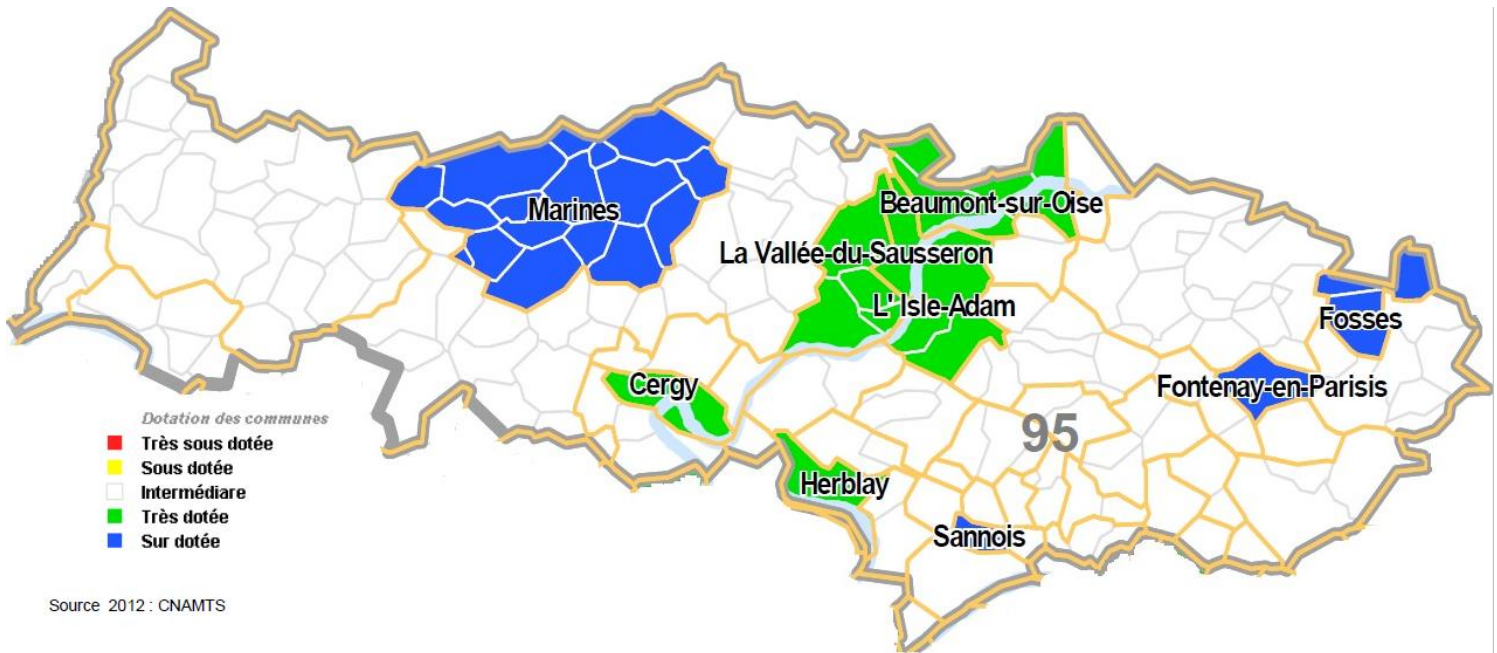 Marines
Beaumont-sur-Oise
La Vallée-du-Sausseron
L' Isle-Adam
Fosses
Cergy
Fontenay-en-Parisis
95
Herblay
Sannois
Dotation des communes
Très sous dotée
Sous dotée
Intermédiare
Très dotée
Sur dotée
Source 2012 : CNAMTS